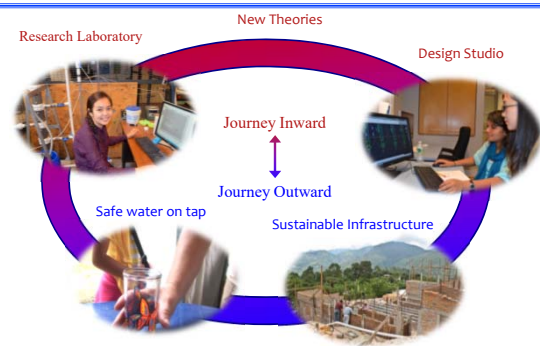 New Theories
Research Laboratory
Design Studio
Journey Inward
Journey Outward
Safe water on tap
Sustainable Infrastructure